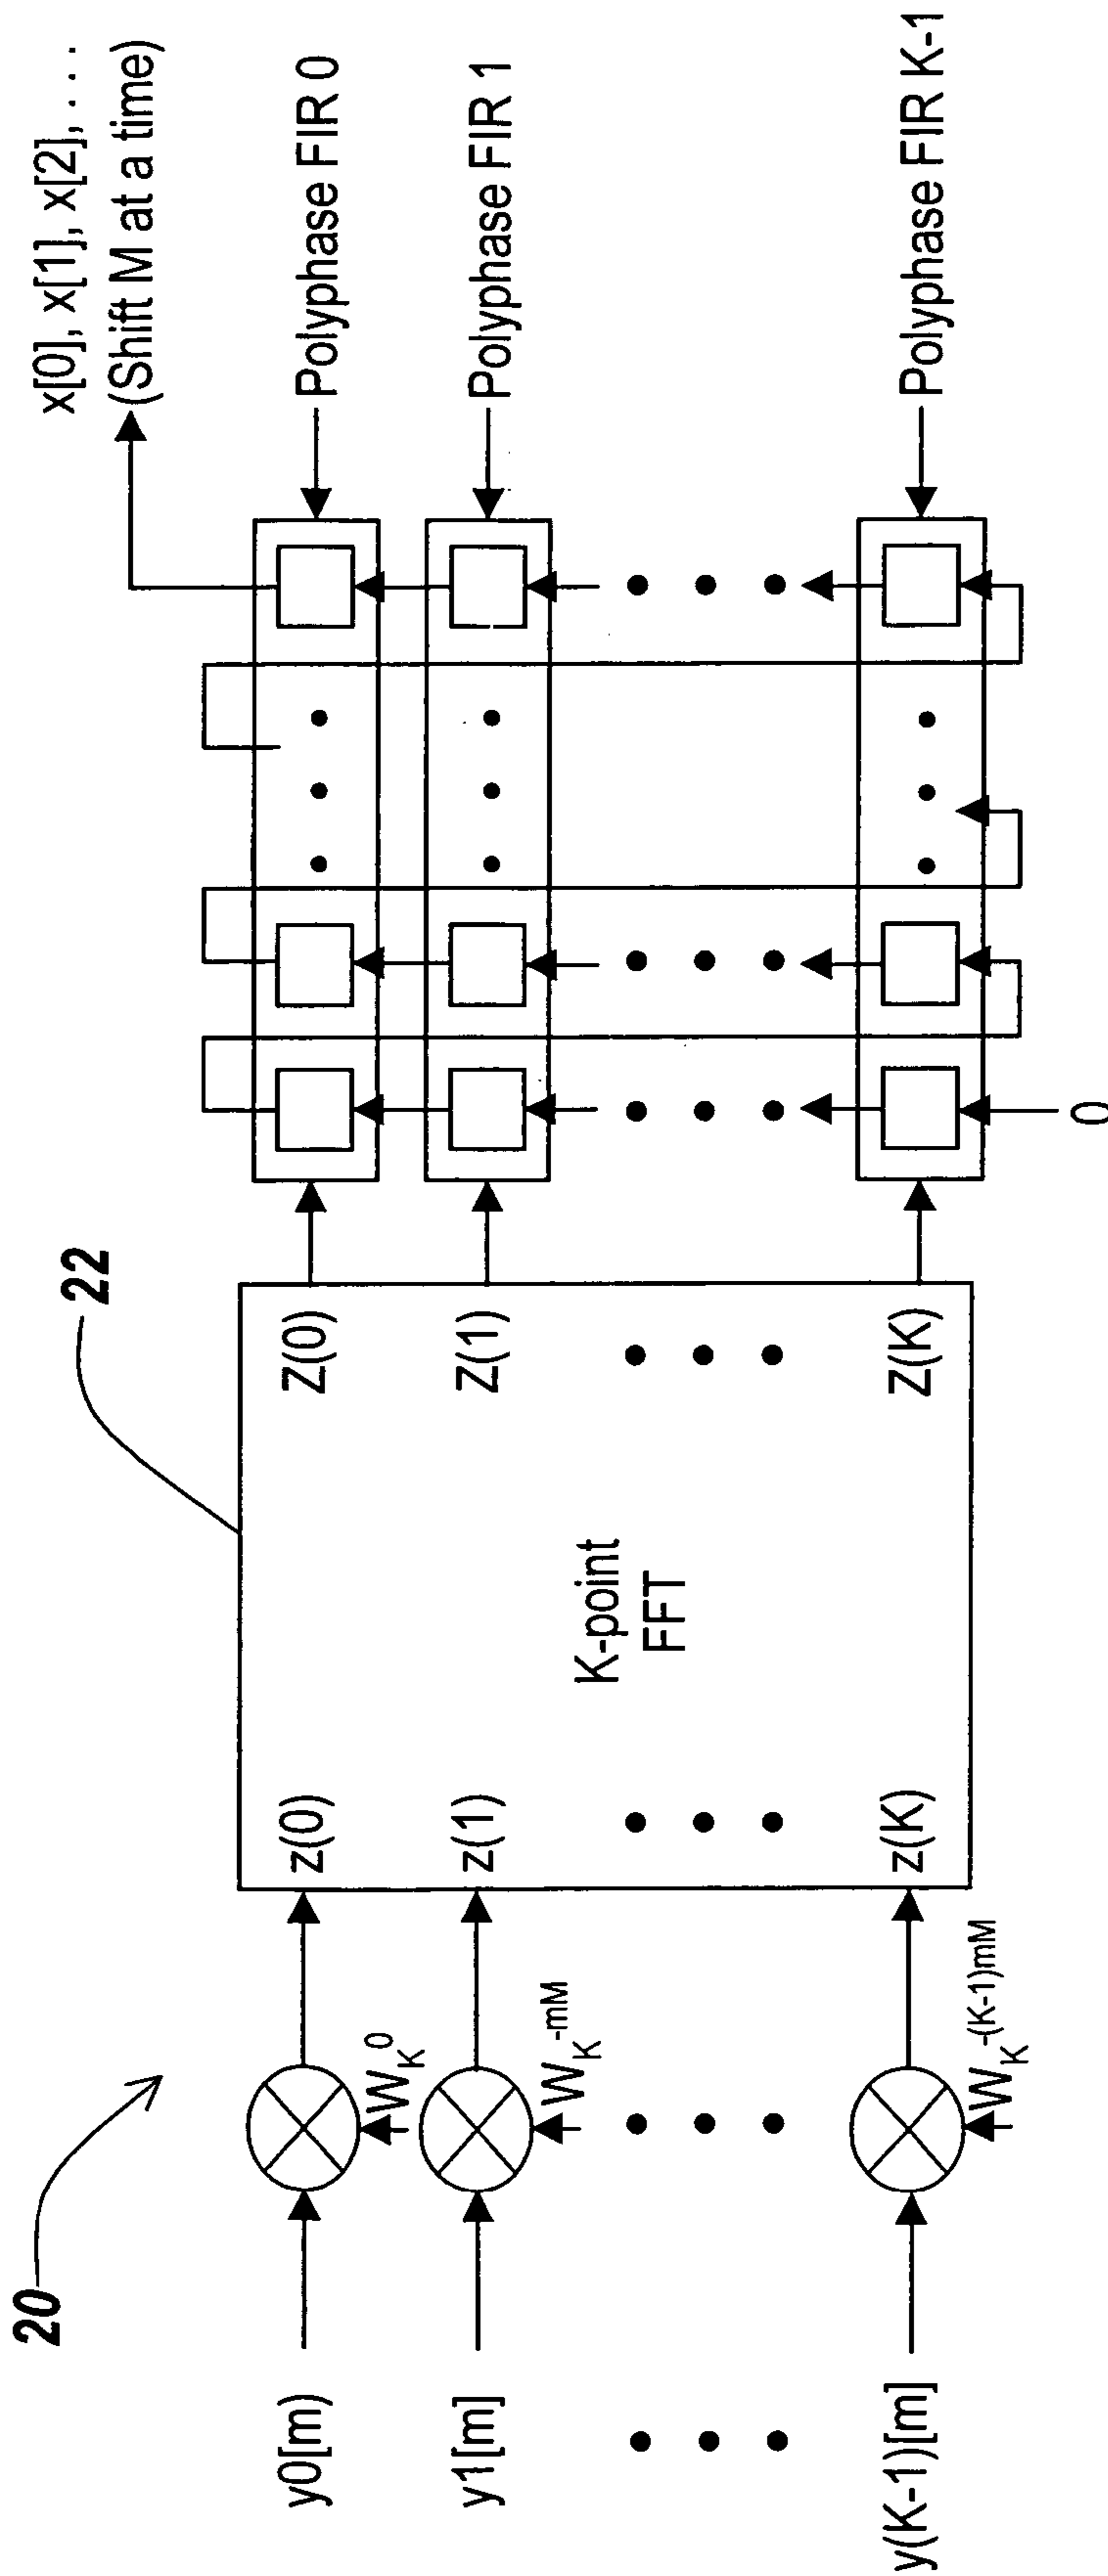 20
22
x[0], x[1], x[2], . . .
(Shift M at a time)
y0[m)
W_K^0
z(0)
Z(0)
Polyphase FIR 0
y1[m]
W_K^-mM
z(1)
Z(1)
Polyphase FIR 1
K-point
FFT
y(K-1)[m]
W_K^-(K-1)mM
z(K)
Z(K)
Polyphase FIR K-1
0